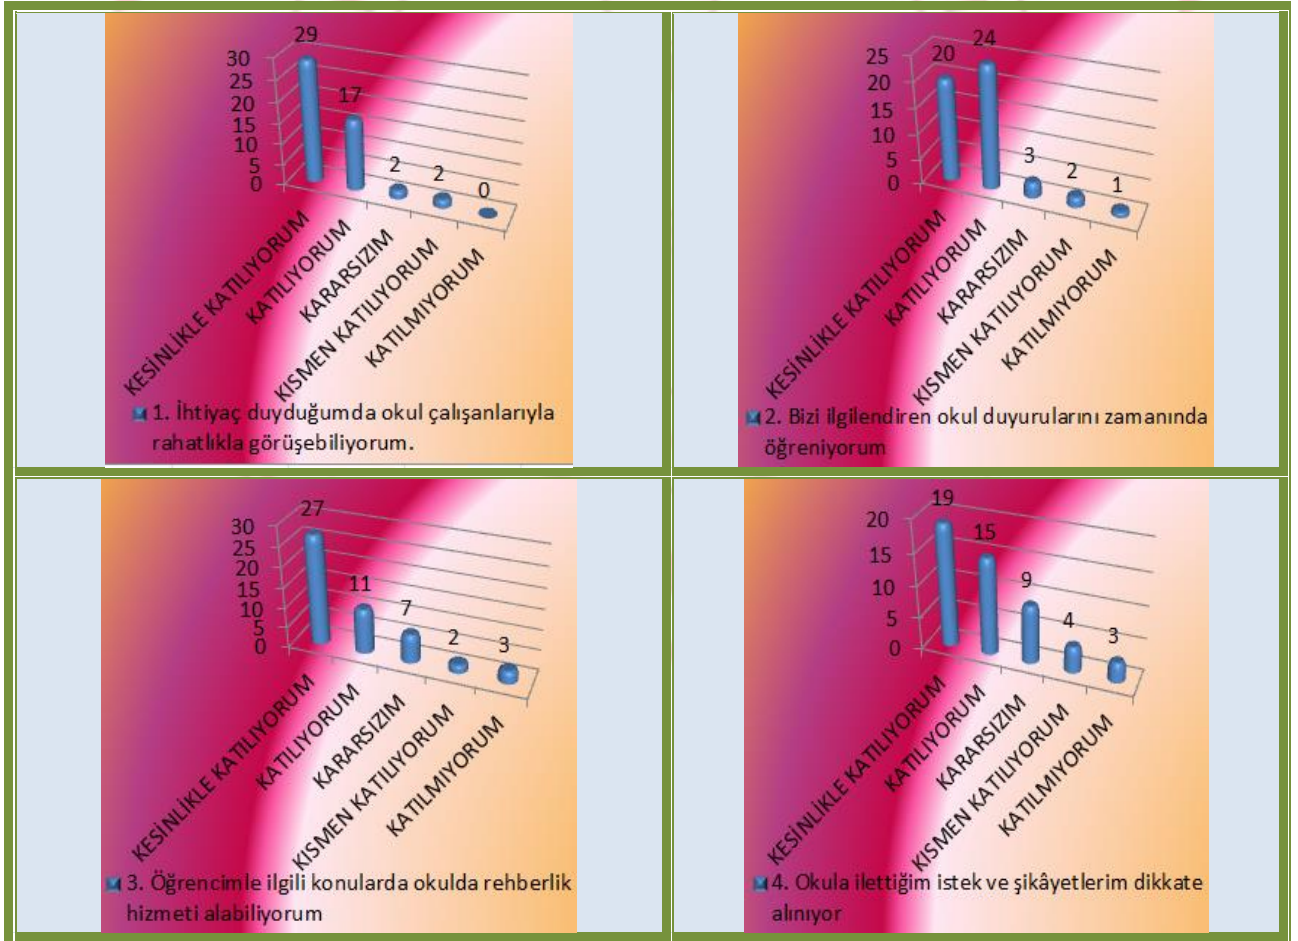 29
17
2
2
0
30
25
20
15
10
5
0
KESİNLİKLE KATILIYORUM
KATILIYORUM
KARARSIZIM
KISMEN KATILIYORUM
KATILMIYORUM
1. İhtiyaç duyduğumda okul çalışanlarıyla
rahatlıkla görüşebiliyorum.
20
24
3
2
1
25
20
15
10
5
0
KESİNLİKLE KATILIYORUM
KATILIYORUM
KARARSIZIM
KISMEN KATILIYORUM
KATILMIYORUM
2. Bizi ilgilendiren okul duyurularını zamanında
öğreniyorum
27
11
7
2
3
30
25
20
15
10
5
0
KESİNLİKLE KATILIYORUM
KATILIYORUM
KARARSIZIM
KISMEN KATILIYORUM
KATILMIYORUM
3. Öğrencimle ilgili konularda okulda rehberlik
hizmeti alabiliyorum
19
15
9
4
3
20
15
10
5
0
KESİNLİKLE KATILIYORUM
KATILIYORUM
KARARSIZIM
KISMEN KATILIYORUM
KATILMIYORUM
4. Okula ilettiğim istek ve şikâyetlerim dikkate
alınıyor